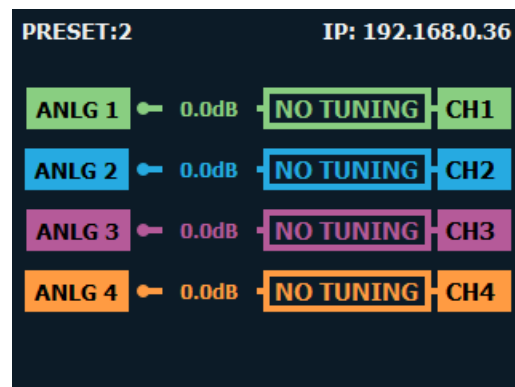 PRESET:2 IP: 192.168.0.36
ANLG 1 0.0dB NO TUNING CH1
ANLG 2 0.0dB NO TUNING CH2
ANLG 3 0.0dB NO TUNING CH3
ANLG 4 0.0dB NO TUNING CH4